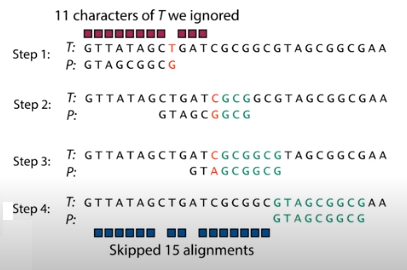 11 characters of T we ignored
Step 1: T: GTTATAGCTGATCGCGGCGTAGCGGCGAA
P: GTAGCGGCG
Step 2: T: GTTATAGCTGATCGCGGCGTAGCGGCGAA
P: GTAGCGGCG
Step 3: T: GTTATAGCTGATCGCGGCGTAGCGGCGAA
P: GTAGCGGCG
Step 4: T: GTTATAGCTGATCGCGGCGTAGCGGCGAA
P: GTAGCGGCG
Skipped 15 alignments